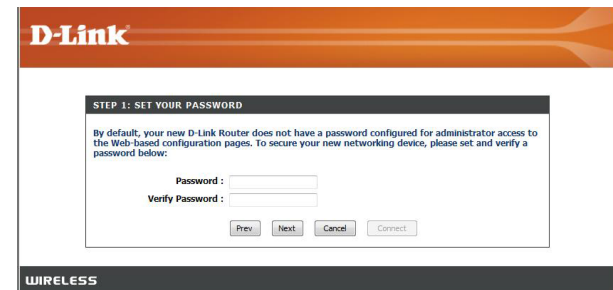 D-Link
STEP 1: SET YOUR PASSWORD
By default, your new D-Link Router does not have a password configured for administrator access to
the Web-based configuration pages. To secure your new networking device, please set and verify a
password below:
Password :
Verify Password :
Prev Next Cancel Connect
WIRELESS